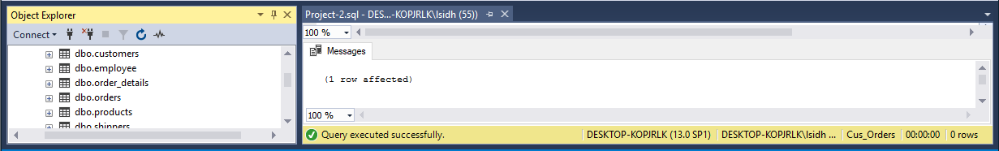 Object Explorer
Connect
dbo.customers
dbo.employee
dbo.order_details
dbo.orders
dbo.products
dbo.shippers
Project-2.sql - DES...-KOPJRLK\lsidh (55))
100 %
Messages
(1 row affected)
100 %
Query executed successfully.
DESKTOP-KOPJRLK (13.0 SP1)
DESKTOP-KOPJRLK\lsidh ...
Cus_Orders
00:00:00
0 rows